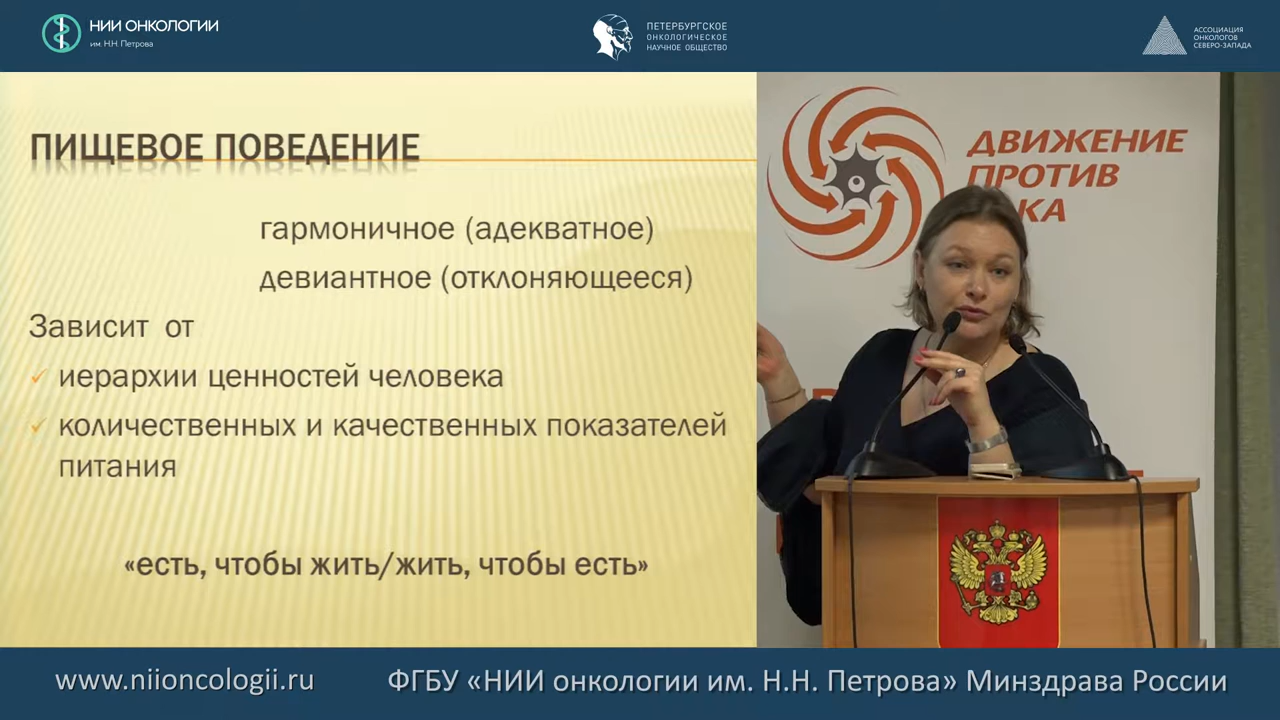 НИИ ОНКОЛОГИИ
им. Н.Н. Петрова
ПЕТЕРБУРГСКОЕ
ОНКОЛОГИЧЕСКОЕ
НАУЧНОЕ ОБЩЕСТВО
АССОЦИАЦИЯ
ОНКОЛОГОВ
СЕВЕРО-ЗАПАДА
ПИЩЕВОЕ ПОВЕДЕНИЕ
гармоничное (адекватное)
девиантное (отклоняющееся)
Зависит от
иерархии ценностей человека
количественных и качественных показателей
питания
«есть, чтобы жить/жить, чтобы есть»
ДВИЖЕНИЕ
ПРОТИВ
www.niioncologii.ru
ФГБУ «НИИ онкологии им. Н.Н. Петрова» Минздрава России